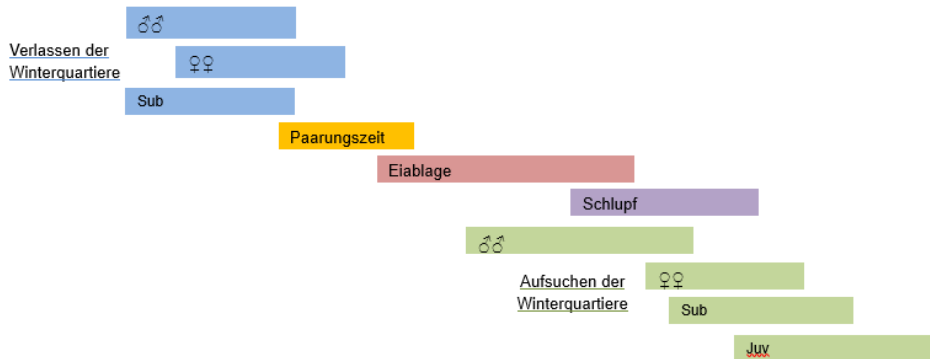 ♂♂
Verlassen der
Winterquartiere
♀♀
Sub
Paarungszeit
Eiablage
Schlupf
♂♂
Aufsuchen der
Winterquartiere
♀♀
Sub
Juv